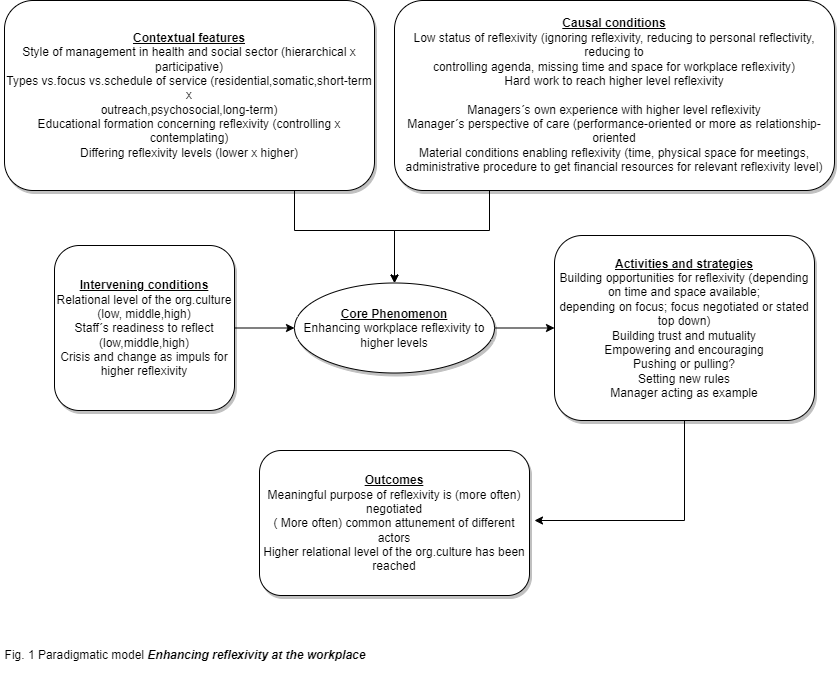 Contextual features
Style of management in health and social sector (hierarchical x
participative)
Types vs.focus vs.schedule of service (residential,somatic,short-term
x
outreach,psychosocial,long-term)
Educational formation concerning reflexivity (controlling x
contemplating)
Differing reflexivity levels (lower x higher)
Causal conditions
Low status of reflexivity (ignoring reflexivity, reducing to personal reflectivity,
reducing to
controlling agenda, missing time and space for workplace reflexivity)
Hard work to reach higher level reflexivity
Managers´s own experience with higher level reflexivity
Manager´s perspective of care (performance-oriented or more as relationship-
oriented
Material conditions enabling reflexivity (time, physical space for meetings,
administrative procedure to get financial resources for relevant reflexivity level)
Intervening conditions
Relational level of the org.culture
(low, middle,high)
Staff´s readiness to reflect
(low,middle,high)
Crisis and change as impuls for
higher reflexivity
Core Phenomenon
Enhancing workplace reflexivity to
higher levels
Activities and strategies
Building opportunities for reflexivity (depending
on time and space available;
depending on focus; focus negotiated or stated
top down)
Building trust and mutuality
Empowering and encouraging
Pushing or pulling?
Setting new rules
Manager acting as example
Outcomes
Meaningful purpose of reflexivity is (more often)
negotiated
( More often) common attunement of different
actors
Higher relational level of the org.culture has been
reached
Fig. 1 Paradigmatic model Enhancing reflexivity at the workplace